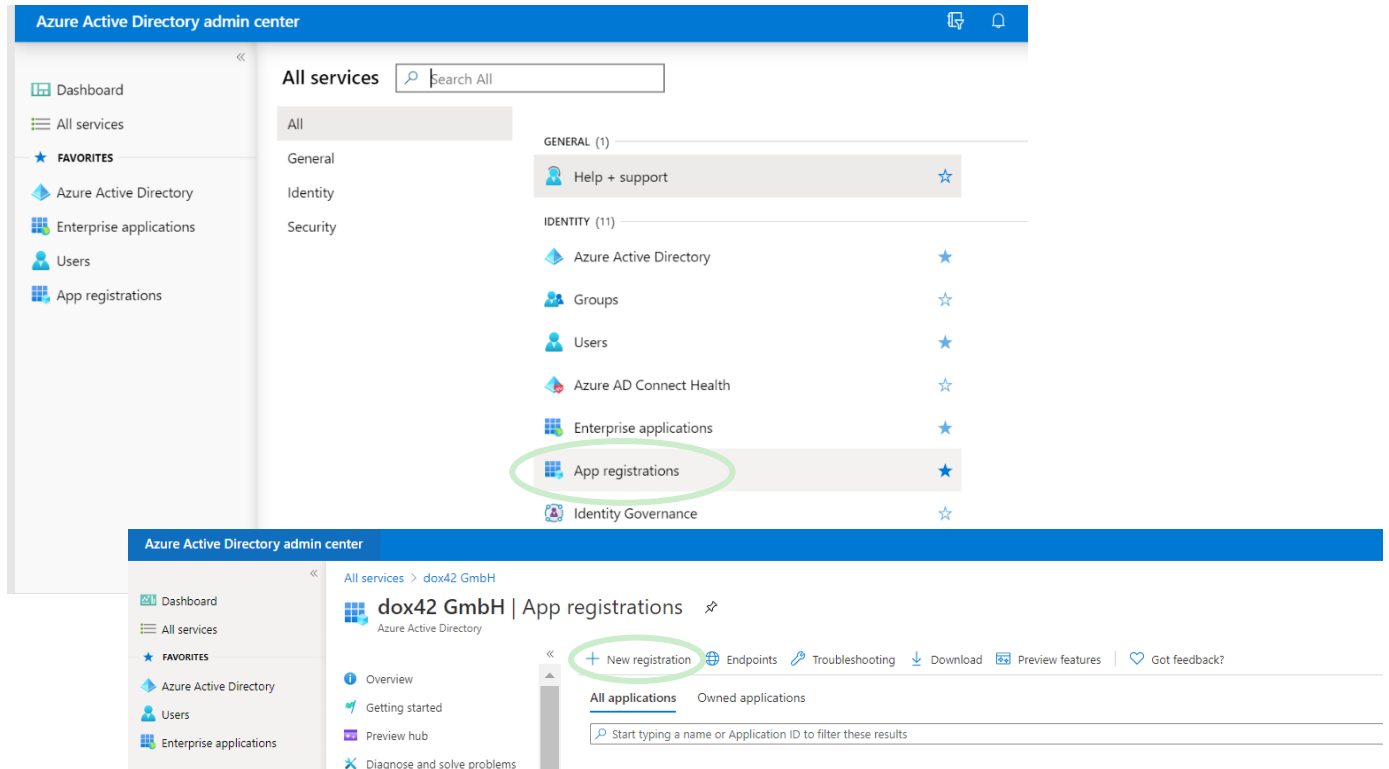 Azure Active Directory admin center
«
Dashboard
All services
FAVORITES
Azure Active Directory
Enterprise applications
Users
App registrations
All services
Search All
All
General
Identity
Security
GENERAL (1)
Help + support
IDENTITY (11)
Azure Active Directory
Groups
Users
Azure AD Connect Health
Enterprise applications
App registrations
Identity Governance
Azure Active Directory admin center
«
Dashboard
All services
FAVORITES
Azure Active Directory
Users
Enterprise applications
All services > dox42 GmbH
dox42 GmbH | App registrations
Azure Active Directory
«
Overview
Getting started
Preview hub
Diagnose and solve problems
New registration Endpoints Troubleshooting Download Preview features Got feedback?
All applications Owned applications
Start typing a name or Application ID to filter these results